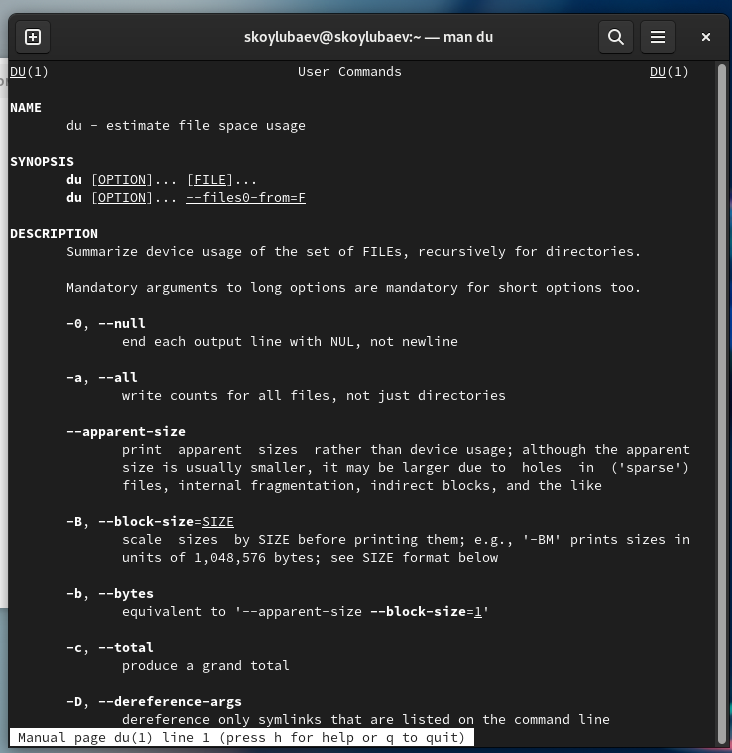 skoylubaev@skoylubaev:~ — man du
DU(1) User Commands DU(1)
NAME
du - estimate file space usage
SYNOPSIS
du [OPTION]... [FILE]...
du [OPTION]... --files0-from=F
DESCRIPTION
Summarize device usage of the set of FILEs, recursively for directories.
Mandatory arguments to long options are mandatory for short options too.
-0, --null
end each output line with NUL, not newline
-a, --all
write counts for all files, not just directories
--apparent-size
print apparent sizes rather than device usage; although the apparent
size is usually smaller, it may be larger due to holes in ('sparse')
files, internal fragmentation, indirect blocks, and the like
-B, --block-size=SIZE
scale sizes by SIZE before printing them; e.g., '-BM' prints sizes in
units of 1,048,576 bytes; see SIZE format below
-b, --bytes
equivalent to '--apparent-size --block-size=1'
-c, --total
produce a grand total
-D, --dereference-args
dereference only symlinks that are listed on the command line
Manual page du(1) line 1 (press h for help or q to quit)